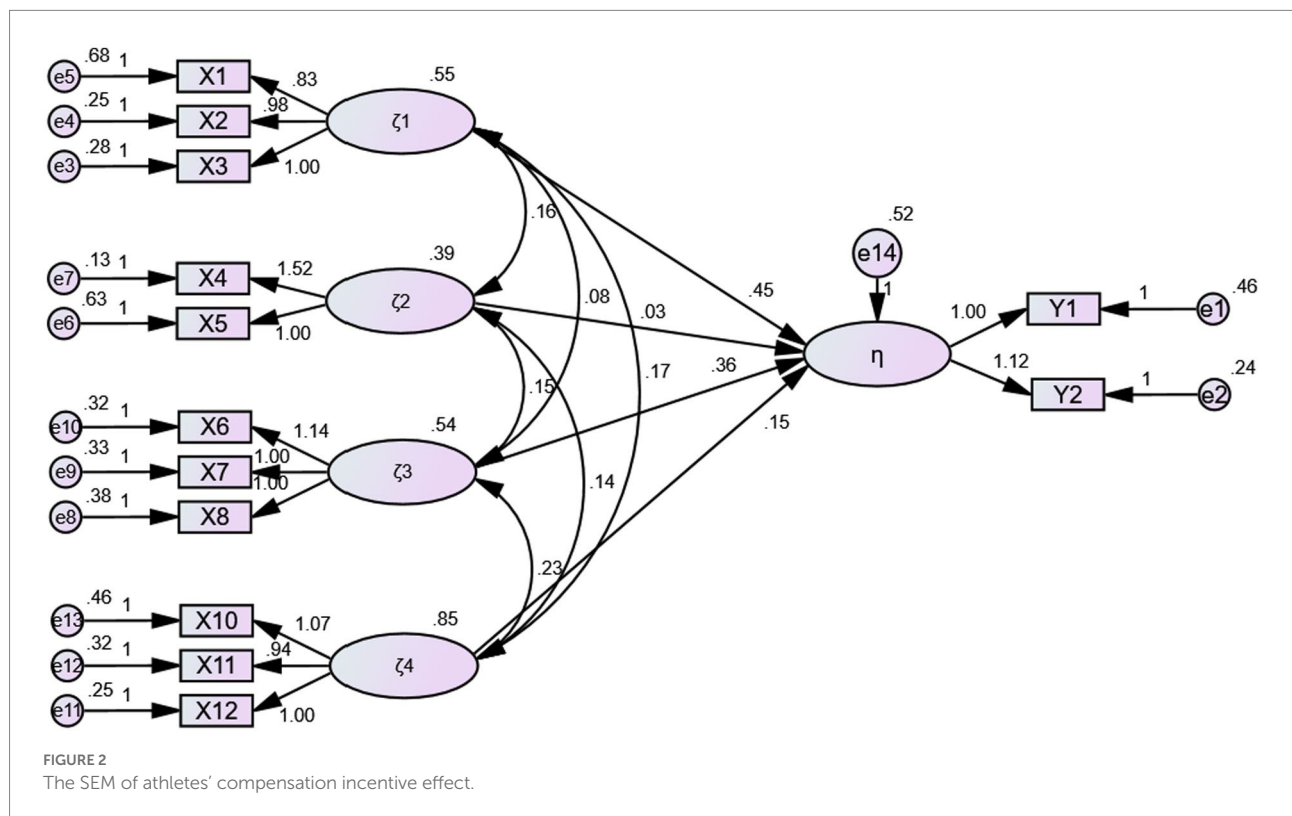 .68 1
e5 X1 .83 .55
.25 1
e4 X2 .98 ζ1
.28 1
e3 X3 1.00
.16
.52
e14
1
.13 1
e7 X4 1.52 .39
.63 1
e6 X5 1.00 ζ2
.08 .03 .45
1.00 Y1 1 e1 .46
η
1.12 Y2 1 e2 .24
.15 .17 .36
.15
.32 1
e10 X6 1.14 .54
.33 1
e9 X7 1.00 ζ3
.38 1
e8 X8 1.00
.14
.23
.46 1
e13 X10 1.07 .85
.32 1
e12 X11 .94 ζ4
.25 1
e11 X12 1.00
FIGURE 2
The SEM of athletes’ compensation incentive effect.